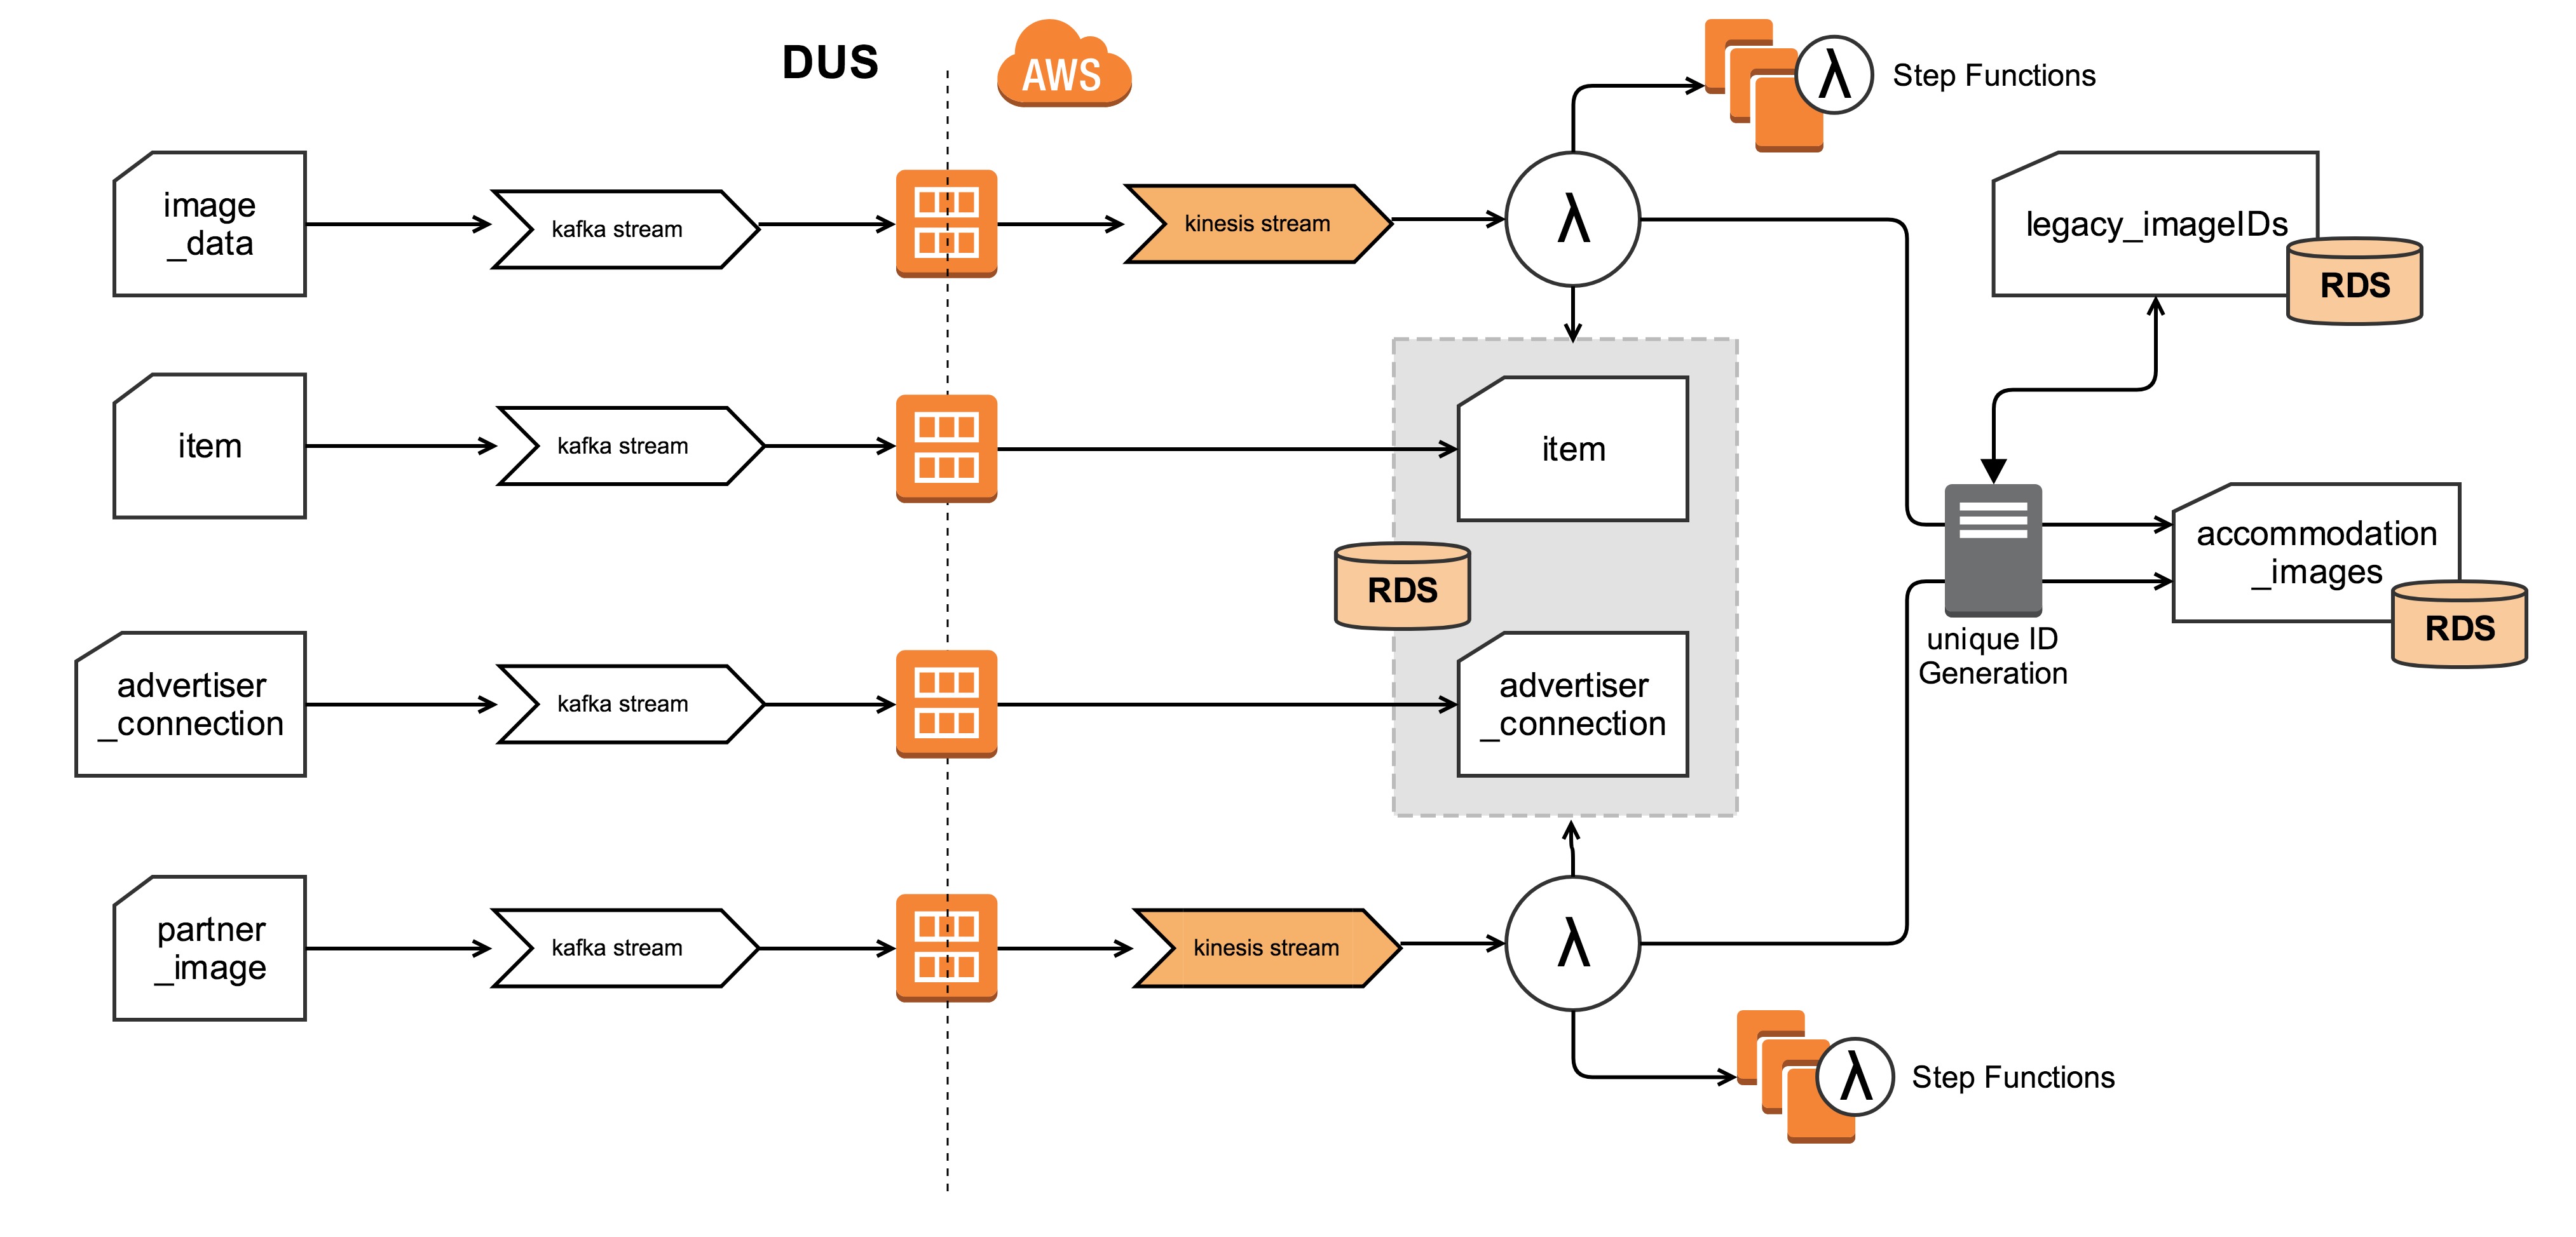 DUS
AWS
λ
Step Functions
image
_data
kafka stream
kinesis stream
λ
legacy_imageIDs
RDS
item
kafka stream
item
RDS
accommodation
_images
RDS
unique ID
Generation
advertiser
_connection
kafka stream
advertiser
_connection
partner
_image
kafka stream
kinesis stream
λ
λ
Step Functions